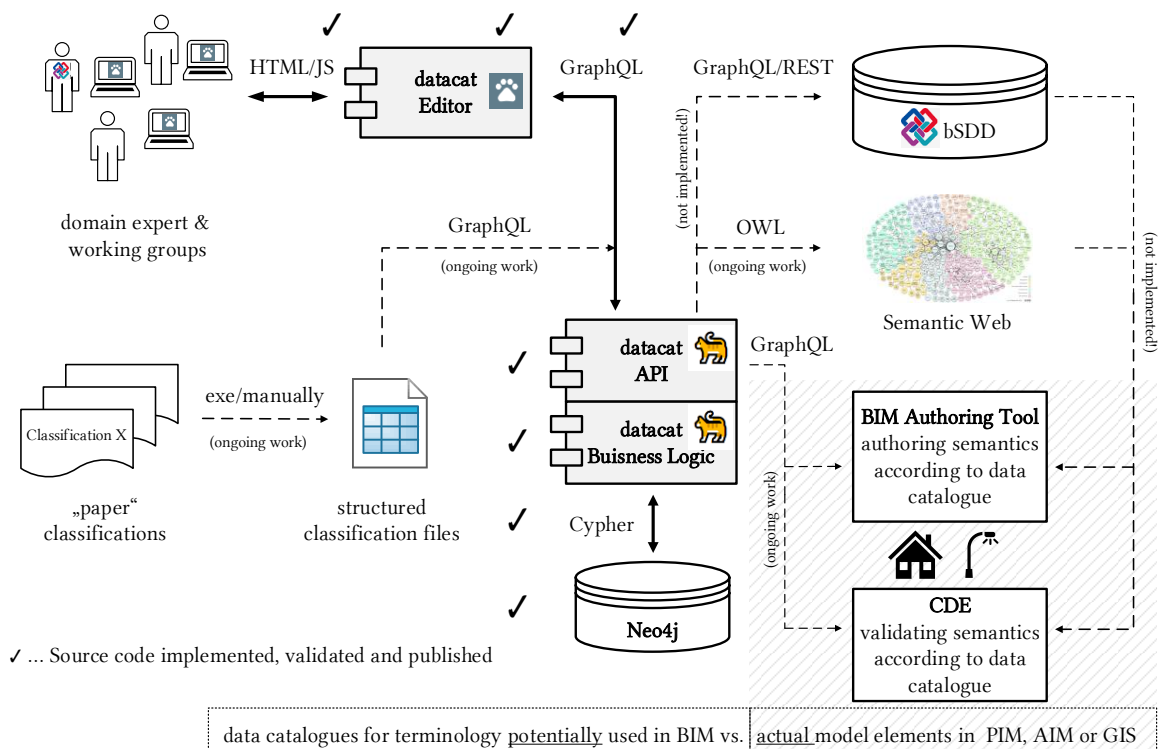 ✓ ✓
HTML/JS
datacat
Editor
GraphQL
GraphQL/REST
bSDD
(not implemented!)
domain expert &
working groups
GraphQL
(ongoing work)
OWL
(ongoing work)
Semantic Web
(not implemented!)
✓
datacat
API
GraphQL
Classification X
exe/manually
(ongoing work)
✓
datacat
Buisness Logic
„paper“
classifications
structured
classification files
✓
Cypher
(ongoing work)
BIM Authoring Tool
authoring semantics
according to data
catalogue
✓
Neo4j
CDE
validating semantics
according to data
catalogue
✓ ... Source code implemented, validated and published
data catalogues for terminology potentially used in BIM vs. actual model elements in PIM, AIM or GIS